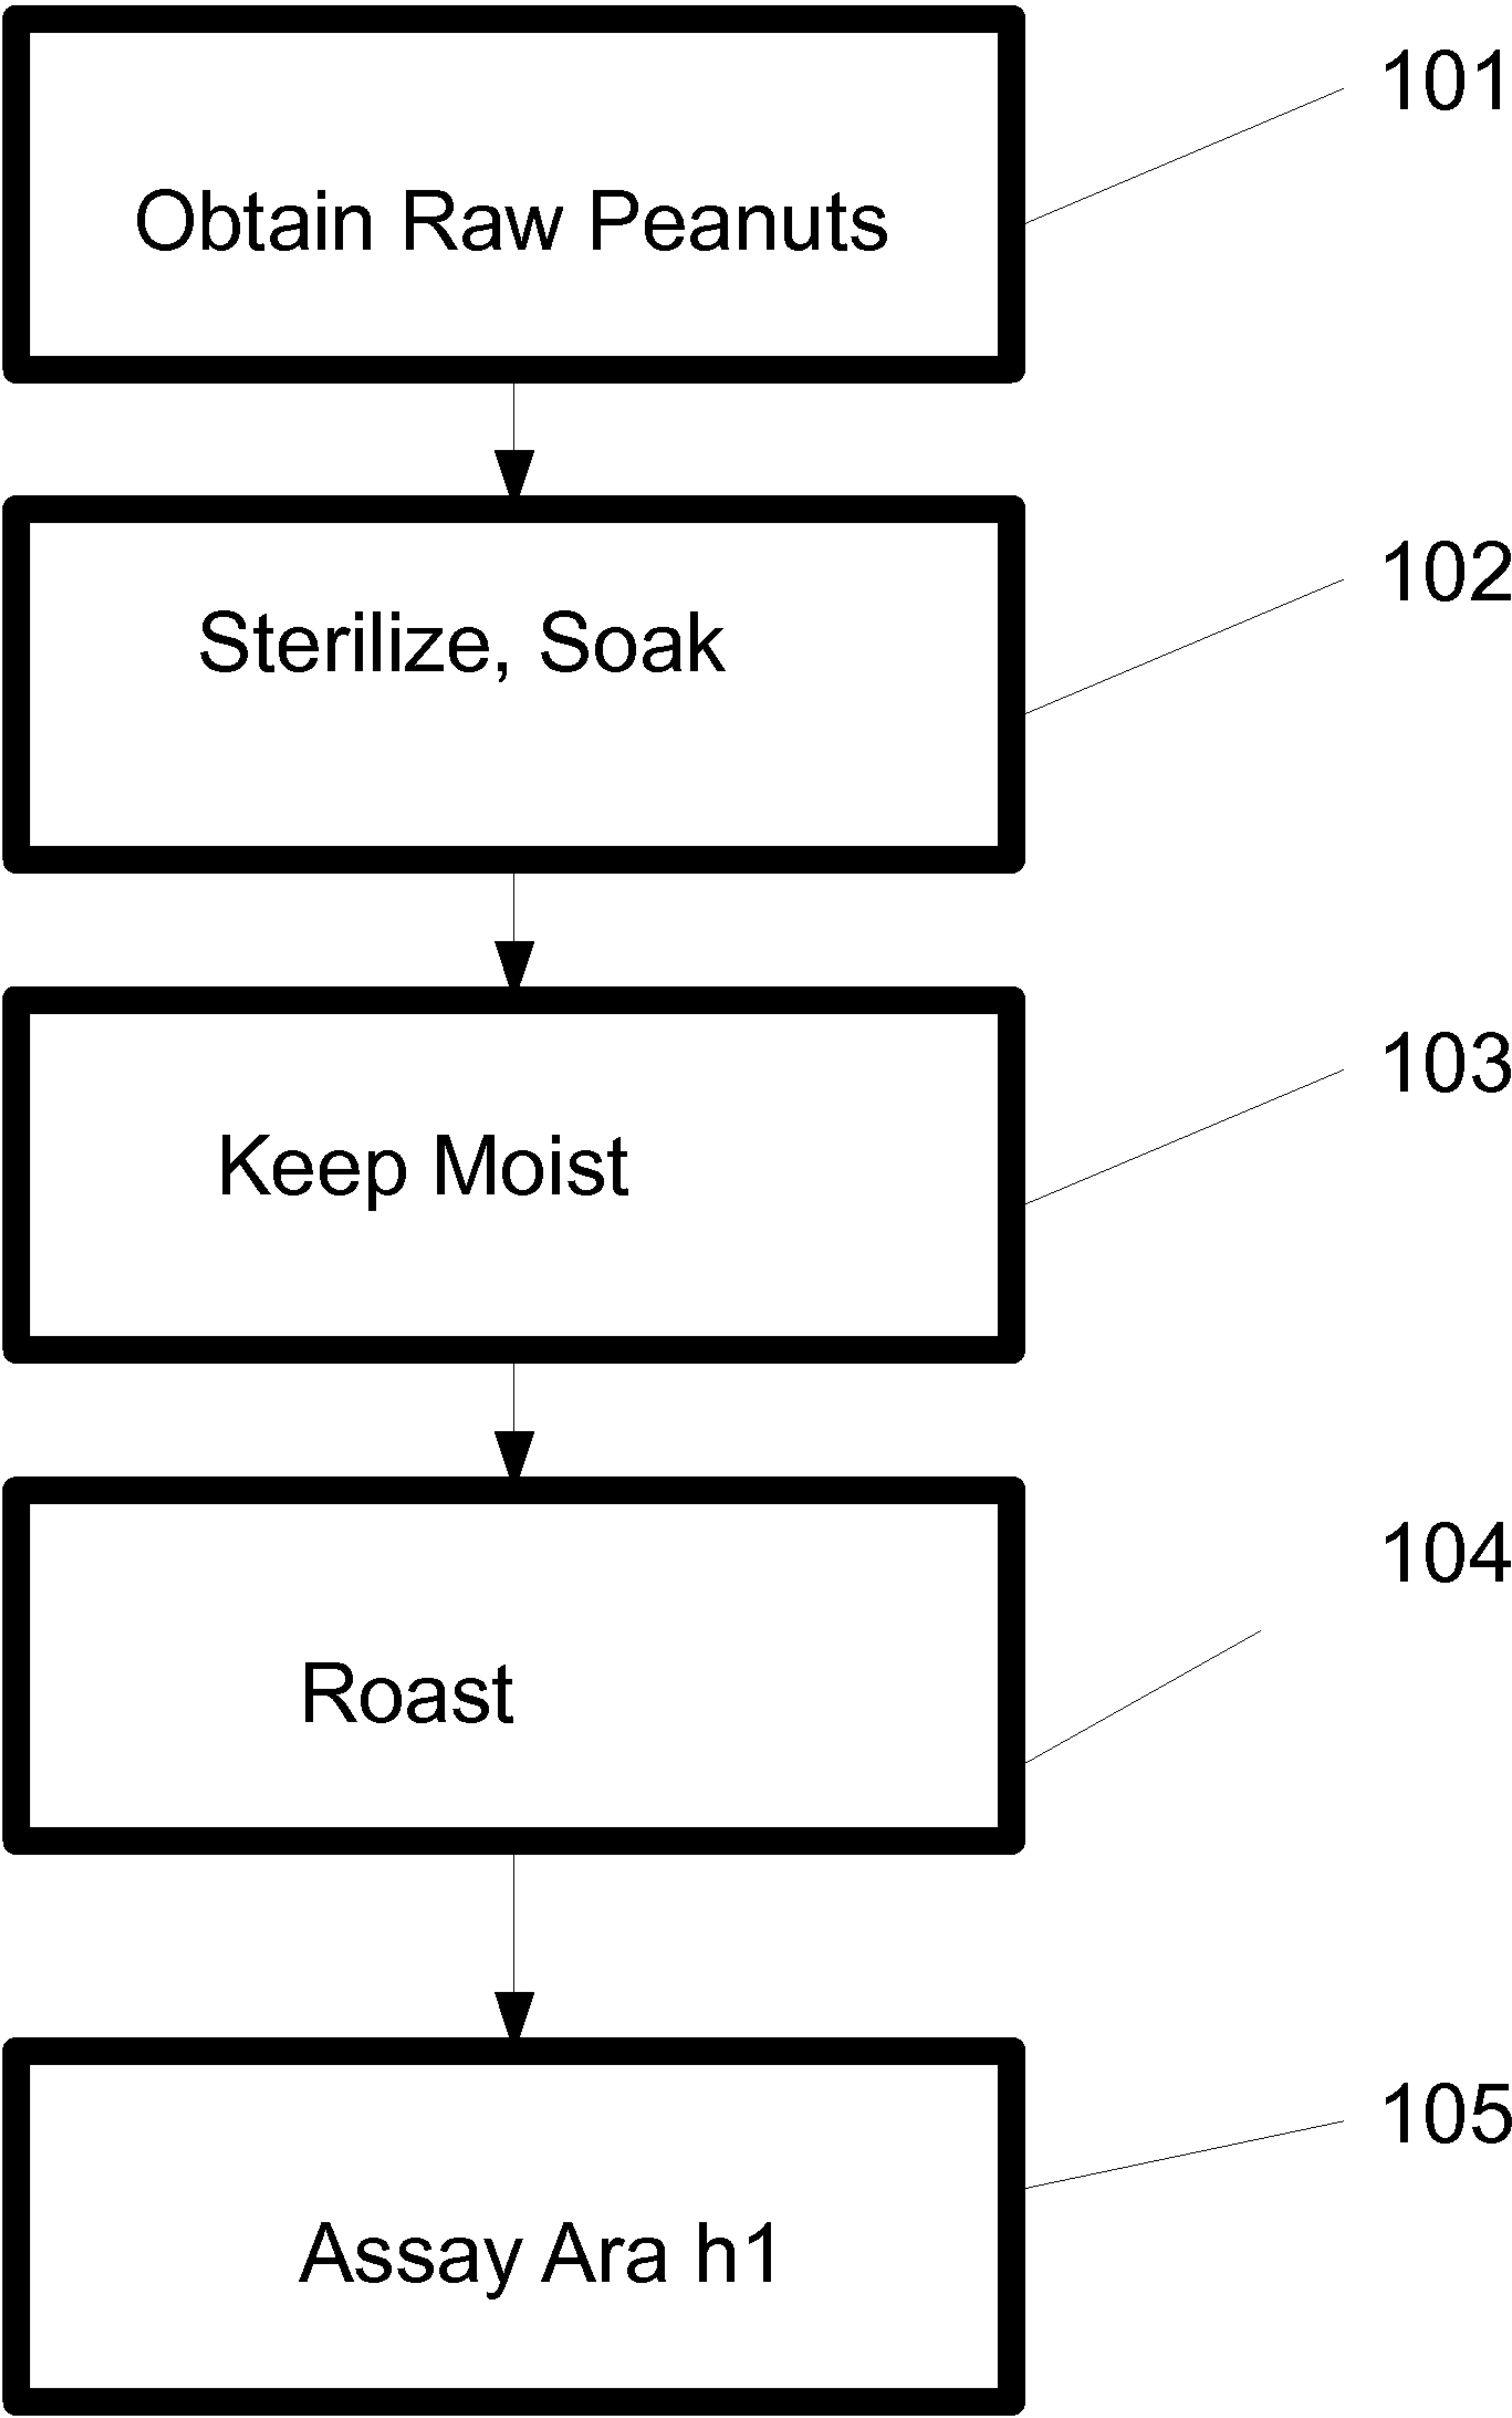 101
Obtain Raw Peanuts
102
Sterilize, Soak
103
Keep Moist
104
Roast
105
Assay Ara h1